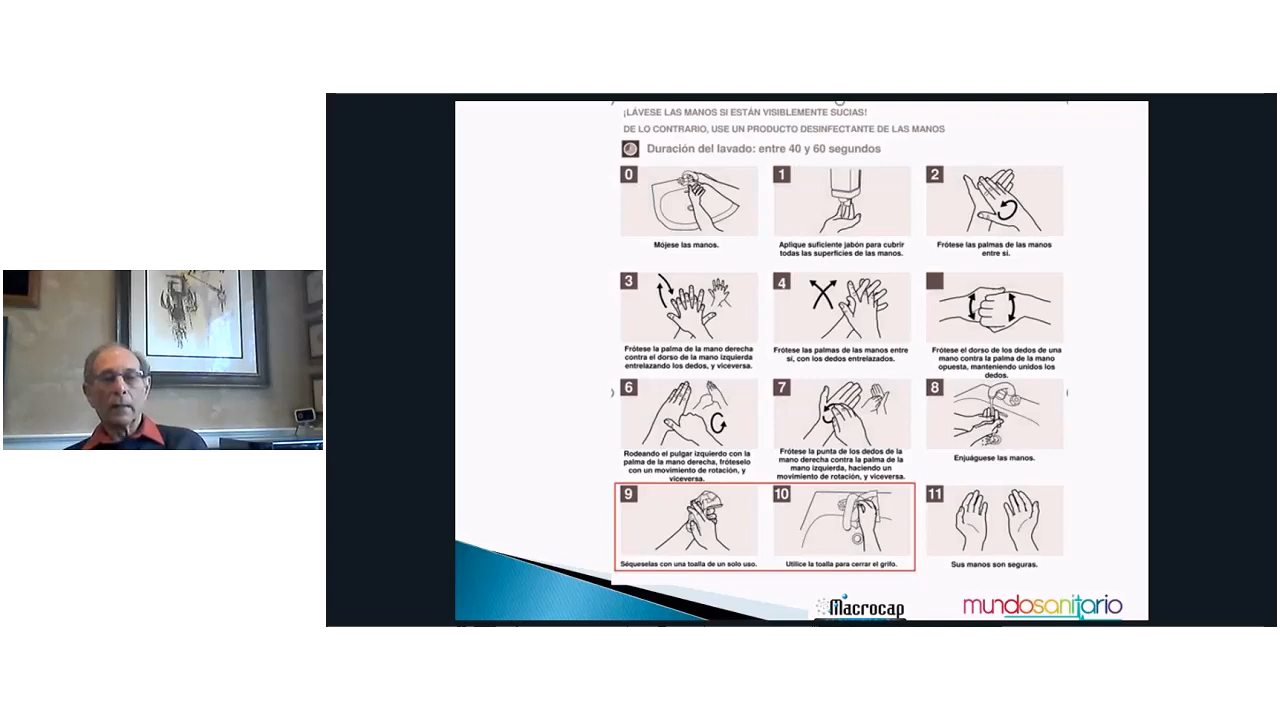 ¡LÁVESE LAS MANOS SI ESTÁN VISIBLEMENTE SUCIAS!
DE LO CONTRARIO, USE UN PRODUCTO DESINFECTANTE DE LAS MANOS
Duración del lavado: entre 40 y 60 segundos
0
Mójese las manos.
1
Aplique suficiente jabón para cubrir
todas las superficies de las manos.
2
Frótese las palmas de las manos
entre sí.
3
Frótese la palma de la mano derecha
contra el dorso de la mano izquierda
entrelazando los dedos, y viceversa.
4
Frótese las palmas de las manos entre
sí, con los dedos entrelazados.
Frótese el dorso de los dedos de una
mano contra la palma de la mano
opuesta, manteniendo unidos los
dedos.
6
Rodeando el pulgar izquierdo con la
palma de la mano derecha, fróteselo
con un movimiento de rotación, y
viceversa.
7
Frótese la punta de los dedos de la
mano derecha contra la palma de la
mano izquierda, haciendo un
movimiento de rotación, y viceversa.
8
Enjuáguese las manos.
9
Séqueselas con una toalla de un solo uso.
10
Utilice la toalla para cerrar el grifo.
11
Sus manos son seguras.
Macrocap
mundosanitario